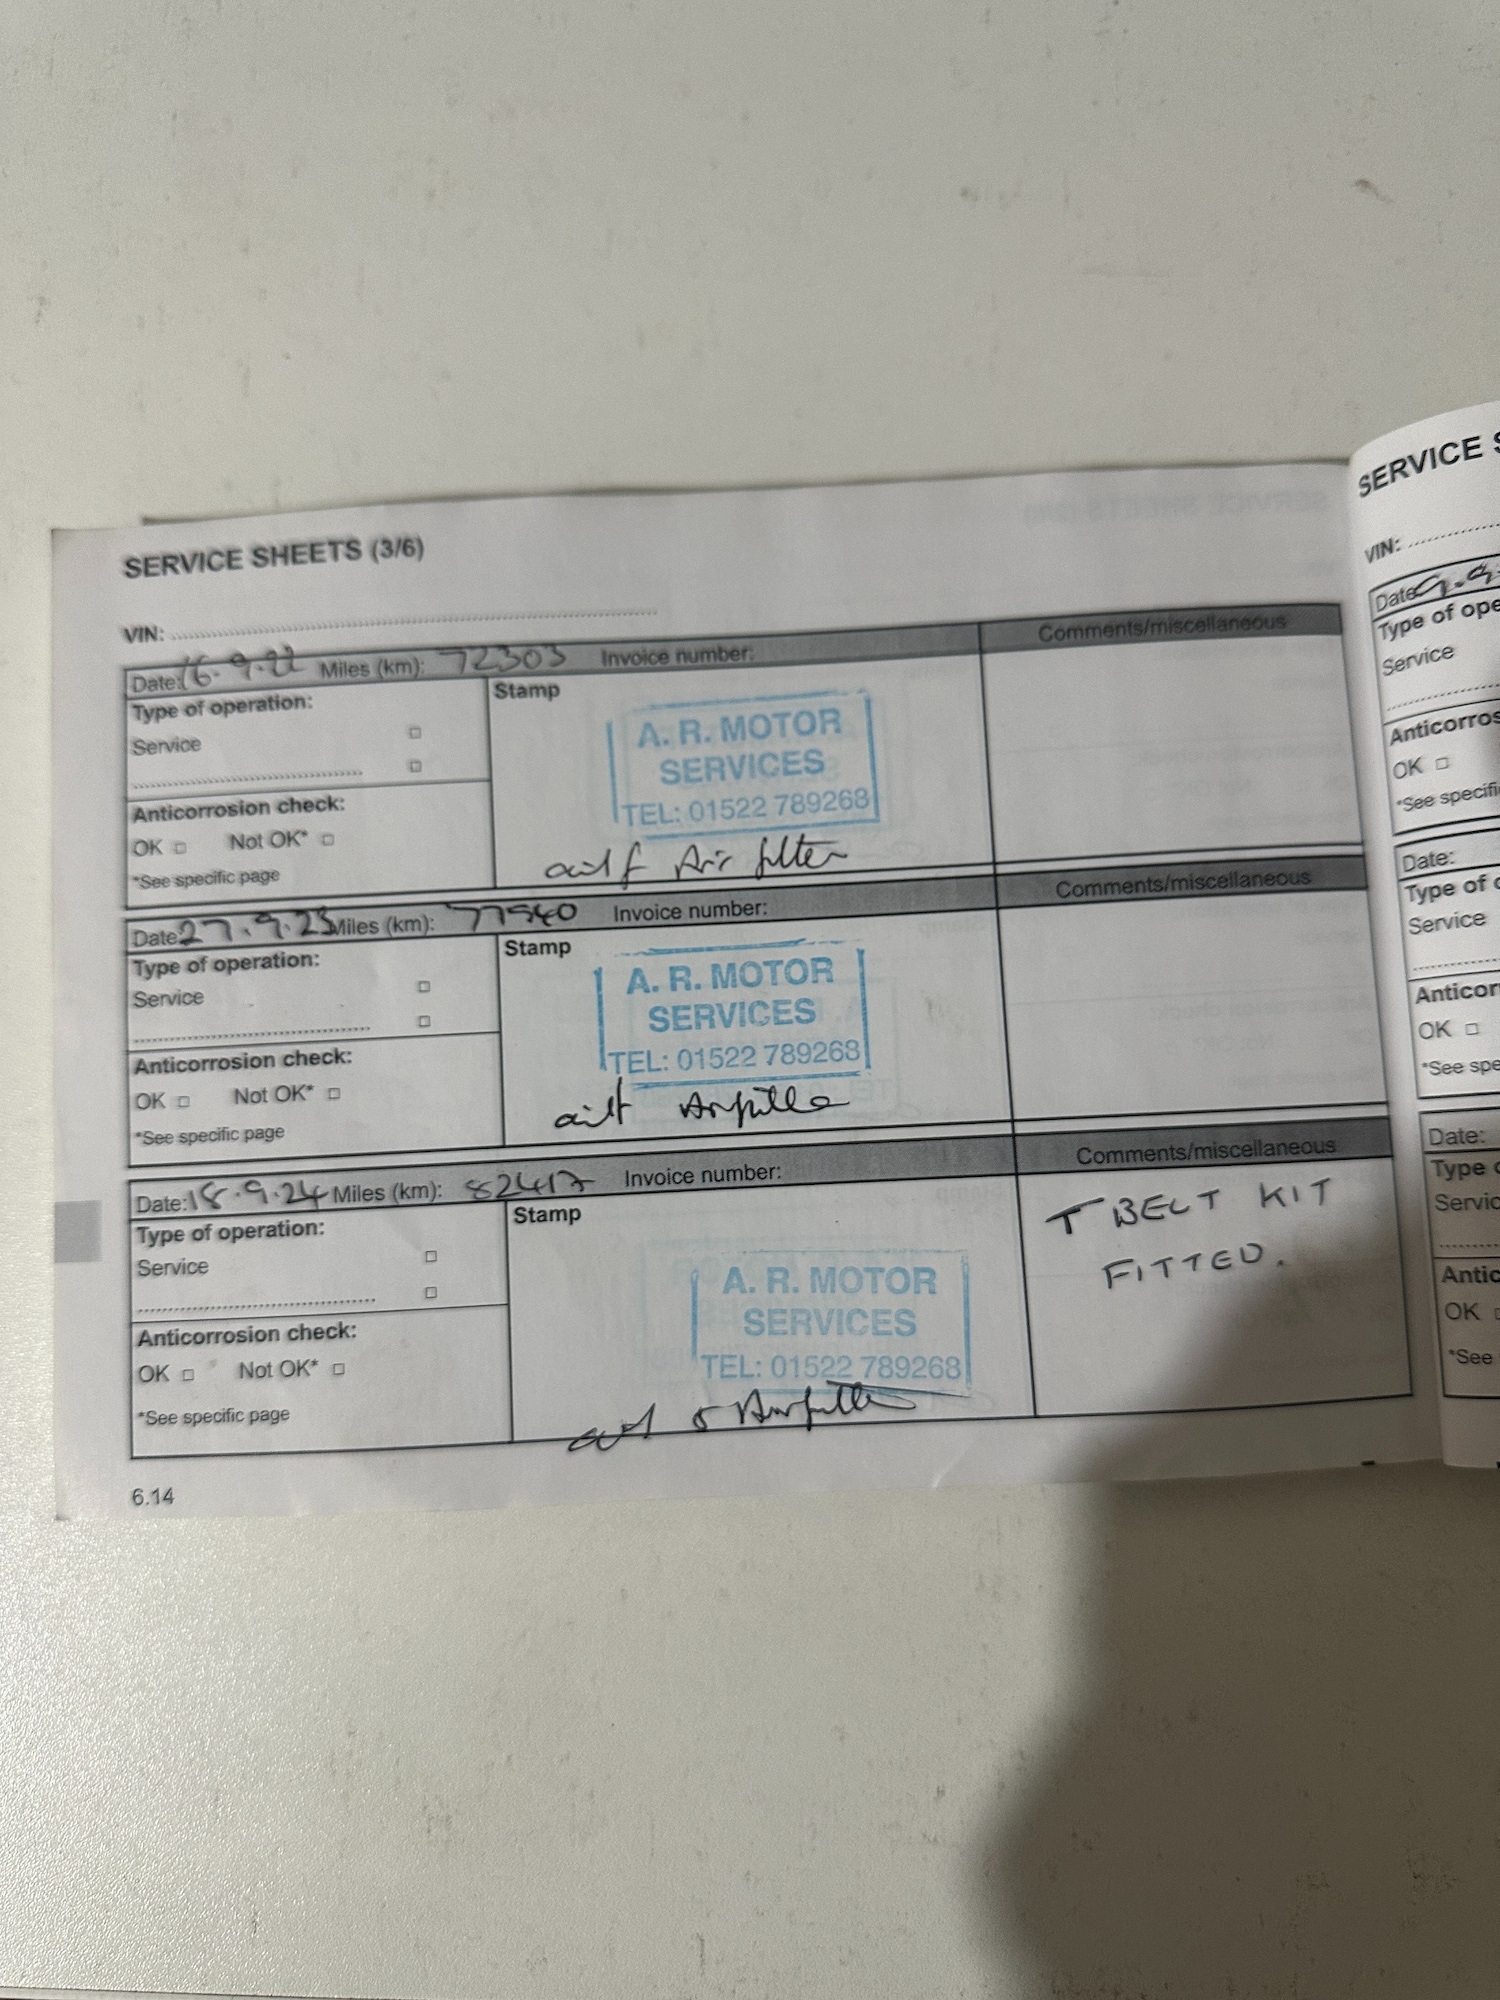 SERVICE SHEETS (3/6)
VIN:
Date: 16.9.22 Miles (km): 72303 Invoice number:
Comments/miscellaneous
Type of operation:
Stamp
Service
A. R. MOTOR
SERVICES
TEL: 01522 789268
Anticorrosion check:
OK Not OK*
Air filter
*See specific page
Date: 27.9.23 Miles (km): 77540 Invoice number:
Comments/miscellaneous
Type of operation:
Stamp
Service
A. R. MOTOR
SERVICES
TEL: 01522 789268
Anticorrosion check:
OK Not OK*
Airfilter
*See specific page
Date: 18.9.24 Miles (km): 82417 Invoice number:
Comments/miscellaneous
Type of operation:
Stamp
Service
A. R. MOTOR
SERVICES
TEL: 01522 789268
T BELT KIT
FITTED.
Anticorrosion check:
OK Not OK*
Airfilter
*See specific page
6.14
SERVICE S
VIN:
Date
Type of ope
Service
Anticorros
OK
*See specifi
Date:
Type of o
Service
Anticor
OK
*See spe
Date:
Type o
Servic
Antic
OK
*See